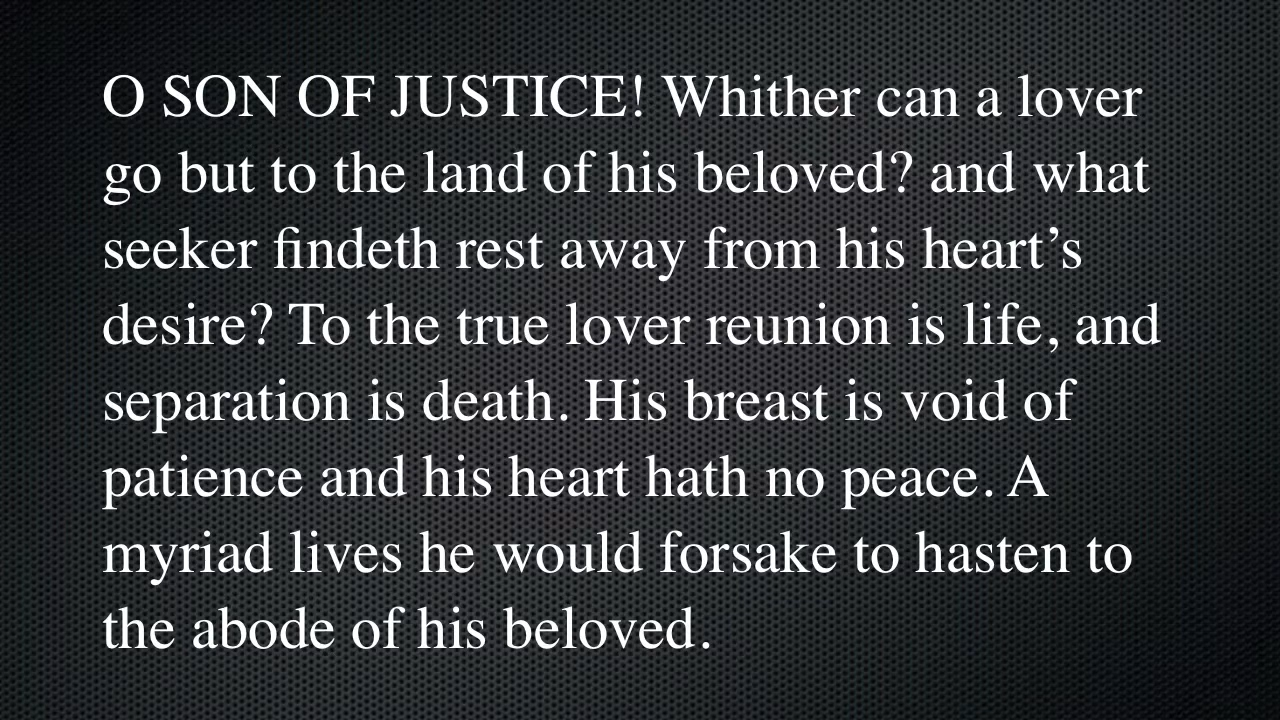 O SON OF JUSTICE! Whither can a lover
go but to the land of his beloved? and what
seeker findeth rest away from his heart’s
desire? To the true lover reunion is life, and
separation is death. His breast is void of
patience and his heart hath no peace. A
myriad lives he would forsake to hasten to
the abode of his beloved.